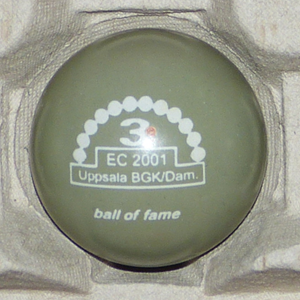 3
EC 2001
Uppsala BGK/Dam.
ball of fame